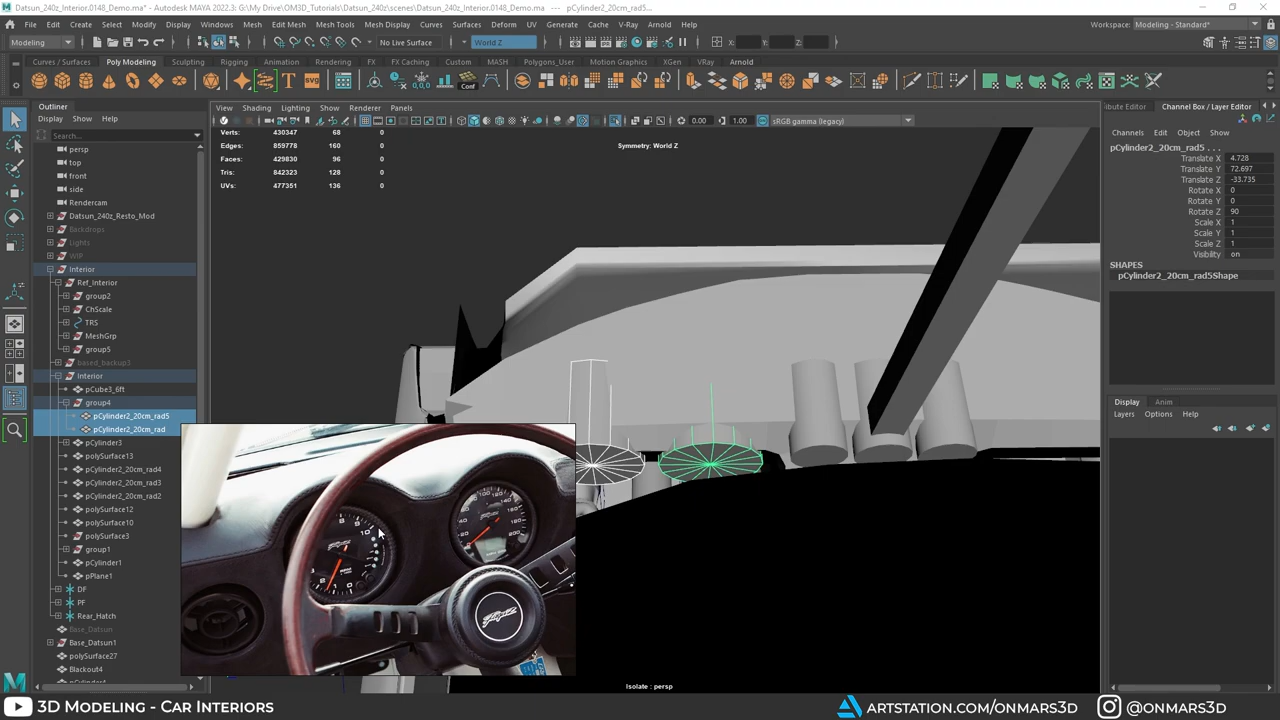 Datsun_240z_Interior.0148_Demo.ma* - Autodesk MAYA 2022.3: G:\My Drive\OM3D_Tutorials\Datsun_240z\scenes\Datsun_240z_Interior.0148_Demo.ma* --- pCylinder2_20cm_rad5...
File Edit Create Select Modify Display Windows Mesh Edit Mesh Mesh Tools Mesh Display Curves Surfaces Deform UV Generate Cache V-Ray Arnold Help
Workspace: Modeling - Standard*
Modeling No Live Surface World Z X: Y: Z:
Curves / Surfaces Poly Modeling Sculpting Rigging Animation Rendering FX FX Caching Custom MASH Polygons_User Motion Graphics XGen VRay Arnold
Outliner
Display Show Help
Search...
persp
top
front
side
Rendercam
Datsun_240z_Resto_Mod
Backdrops
Lights
WIP
Interior
Ref_Interior
group2
ChScale
TRS
MeshGrp
group5
based_backup3
Interior
pCube3_6ft
group4
pCylinder2_20cm_rad5
pCylinder2_20cm_rad
pCylinder3
polySurface13
pCylinder2_20cm_rad4
pCylinder2_20cm_rad3
pCylinder2_20cm_rad2
polySurface12
polySurface10
polySurface3
group1
pCylinder1
pPlane1
DF
PF
Rear_Hatch
Base_Datsun
Base_Datsun1
polySurface27
Blackout4
View Shading Lighting Show Renderer Panels
0.00 1.00 sRGB gamma (legacy)
Verts: 430347 68 0
Edges: 859778 160 0
Faces: 429830 96 0
Tris: 842323 128 0
UVs: 477351 136 0
Symmetry: World Z
Isolate : persp
bute Editor Channel Box / Layer Editor
Channels Edit Object Show
pCylinder2_20cm_rad5 . . .
Translate X 4.728
Translate Y 72.697
Translate Z -33.735
Rotate X 0
Rotate Y 0
Rotate Z 90
Scale X 1
Scale Y 1
Scale Z 1
Visibility on
SHAPES
pCylinder2_20cm_rad5Shape
Display Anim
Layers Options Help
3D MODELING - CAR INTERIORS
ARTSTATION.COM/ONMARS3D
@ONMARS3D